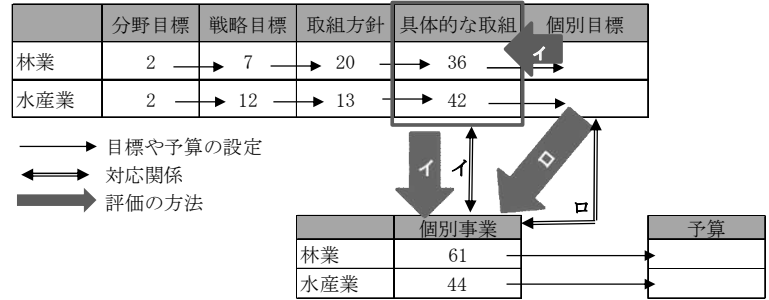 分野目標 戦略目標 取組方針 具体的な取組 個別目標
林業 2 7 20 36 イ
水産業 2 12 13 42
目標や予算の設定
対応関係
評価の方法
イ イ ロ ロ
個別事業 予算
林業 61
水産業 44